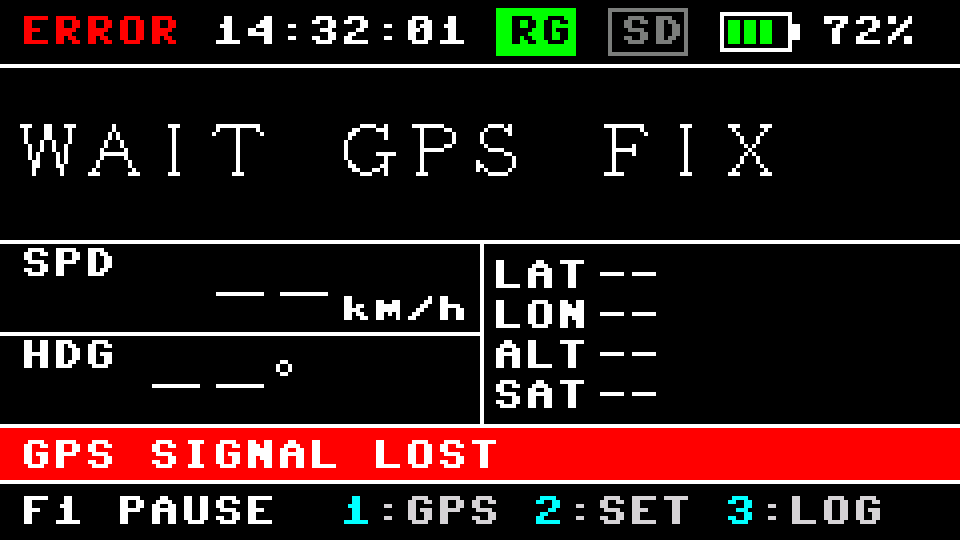 ERROR 14:32:01 RG SD 72%
WAIT GPS FIX
SPD __ km/h
HDG __°
LAT --
LON --
ALT --
SAT --
GPS SIGNAL LOST
F1 PAUSE 1:GPS 2:SET 3:LOG